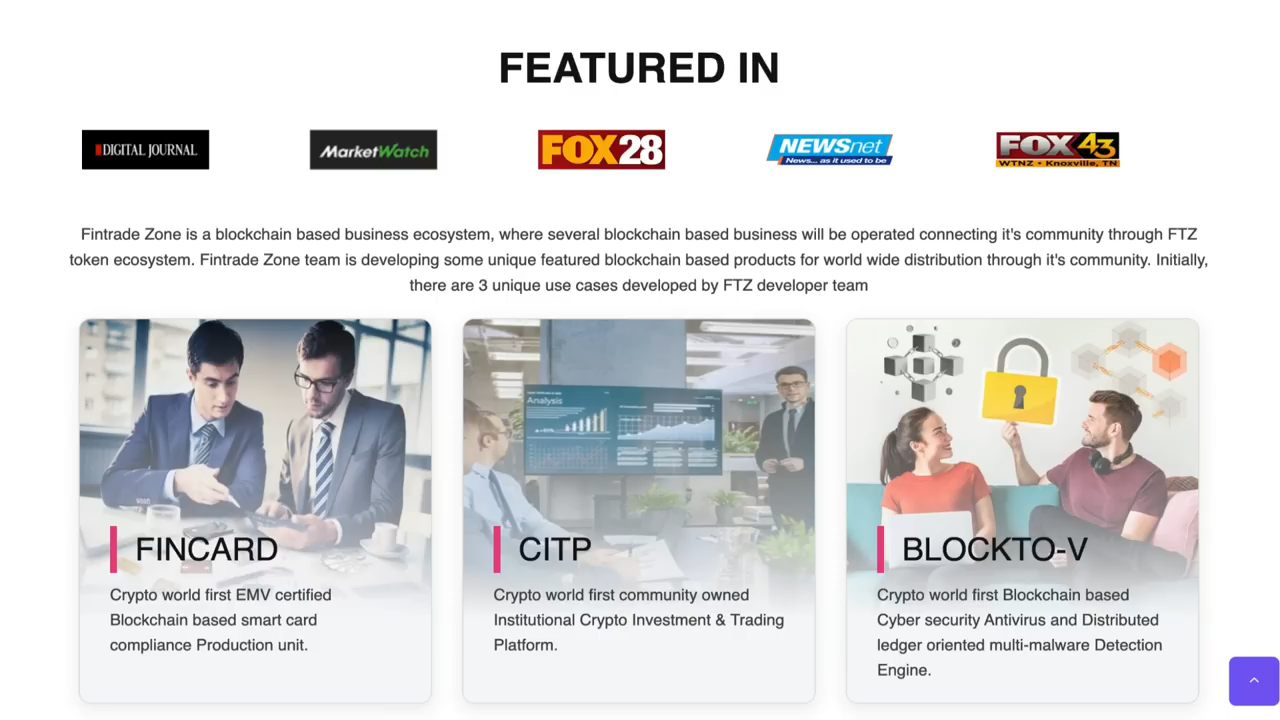 FEATURED IN
DIGITAL JOURNAL
MarketWatch
FOX28
NEWSnet
News... as it used to be
FOX 43
WTNZ • Knoxville, TN
Fintrade Zone is a blockchain based business ecosystem, where several blockchain based business will be operated connecting it's community through FTZ
token ecosystem. Fintrade Zone team is developing some unique featured blockchain based products for world wide distribution through it's community. Initially,
there are 3 unique use cases developed by FTZ developer team
FINCARD
Crypto world first EMV certified
Blockchain based smart card
compliance Production unit.
Analysis
CITP
Crypto world first community owned
Institutional Crypto Investment & Trading
Platform.
BLOCKTO-V
Crypto world first Blockchain based
Cyber security Antivirus and Distributed
ledger oriented multi-malware Detection
Engine.